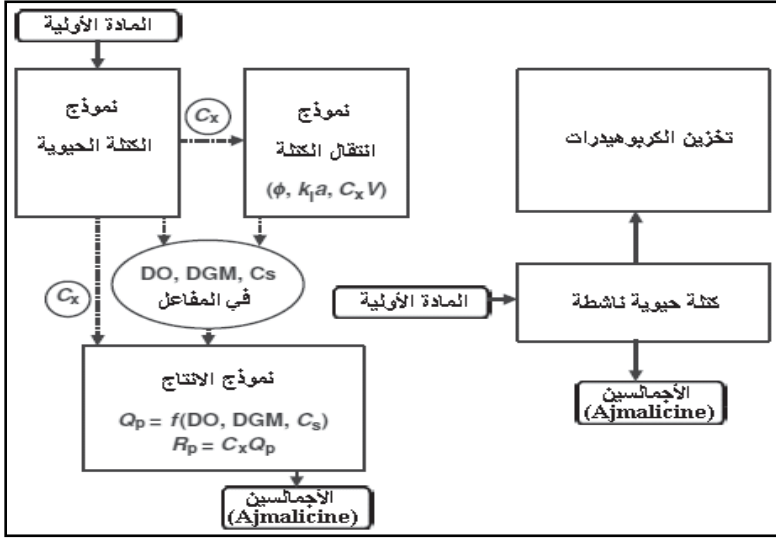 المادة الأولية
نموذج
الكتلة الحيوية
Cx
نموذج
انتقال الكتلة
(ϕ, kla, CxV)
Cx
DO, DGM, Cs
في المفاعل
نموذج الانتاج
Qp = f(DO, DGM, Cs)
Rp = CxQp
الأجمالسين
(Ajmalicine)
تخزين الكربوهيدرات
المادة الأولية
كتلة حيوية ناشطة
الأجمالسين
(Ajmalicine)